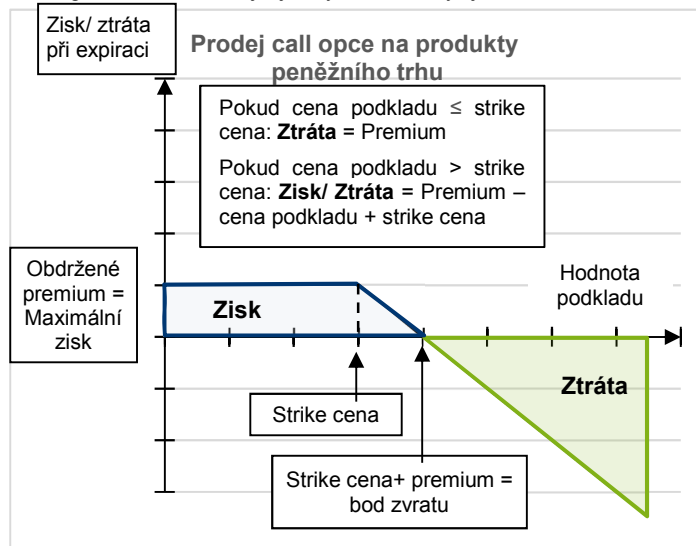 Zisk/ ztráta
při expiraci
Prodej call opce na produkty
peněžního trhu
Pokud cena podkladu ≤ strike
cena: Ztráta = Premium
Pokud cena podkladu > strike
cena: Zisk/ Ztráta = Premium –
cena podkladu + strike cena
Obdržené
premium =
Maximální
zisk
Zisk
Hodnota
podkladu
Ztráta
Strike cena
Strike cena+ premium =
bod zvratu